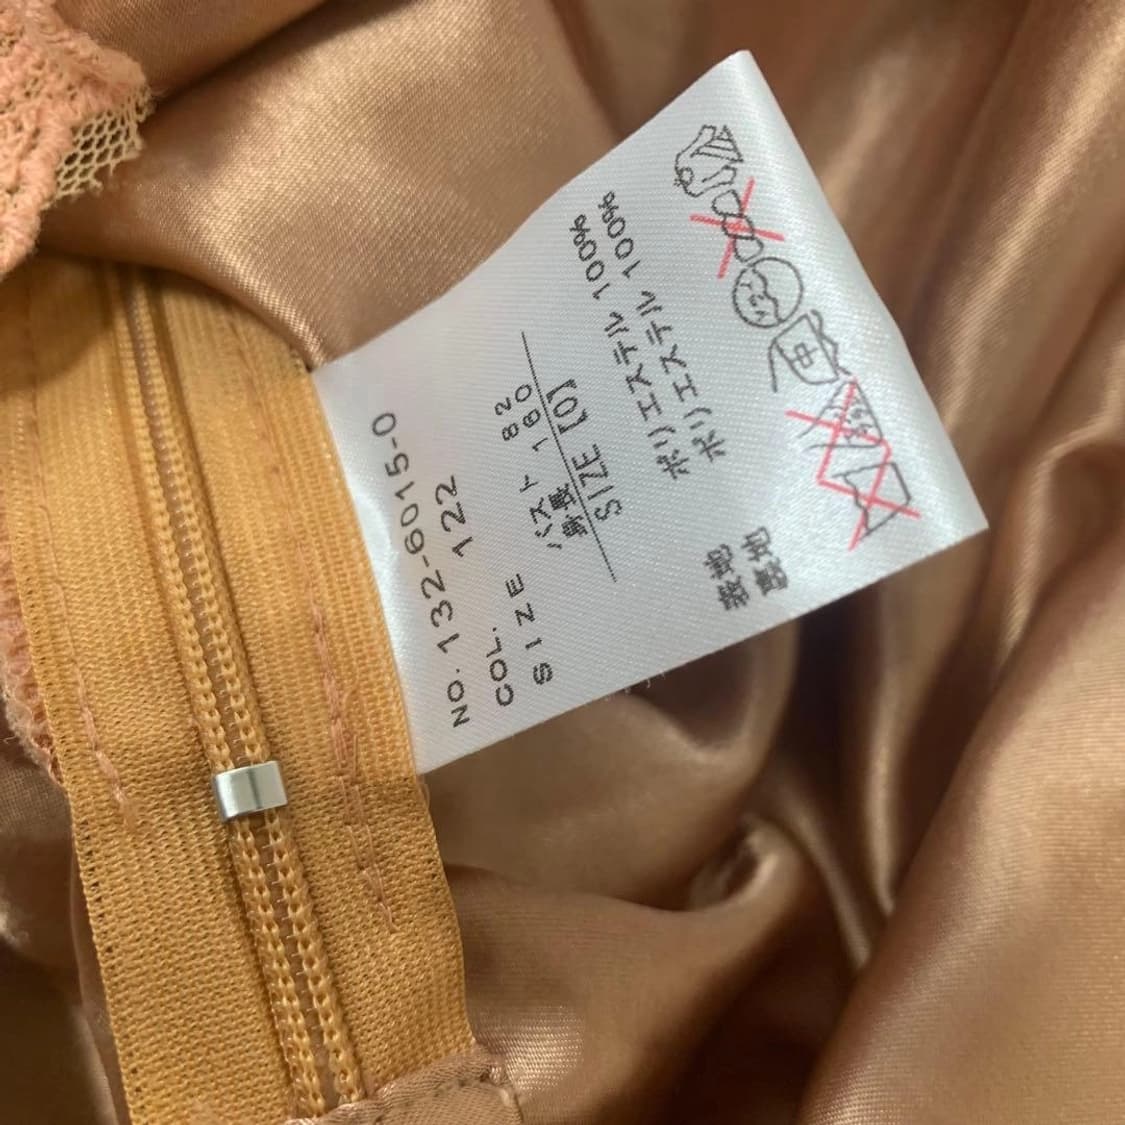 NO. 132-6015-0
COL. 122
SIZE バスト 82
身長 160
SIZE [0]
表地 ポリエステル 100%
裏地 ポリエステル 100%
中